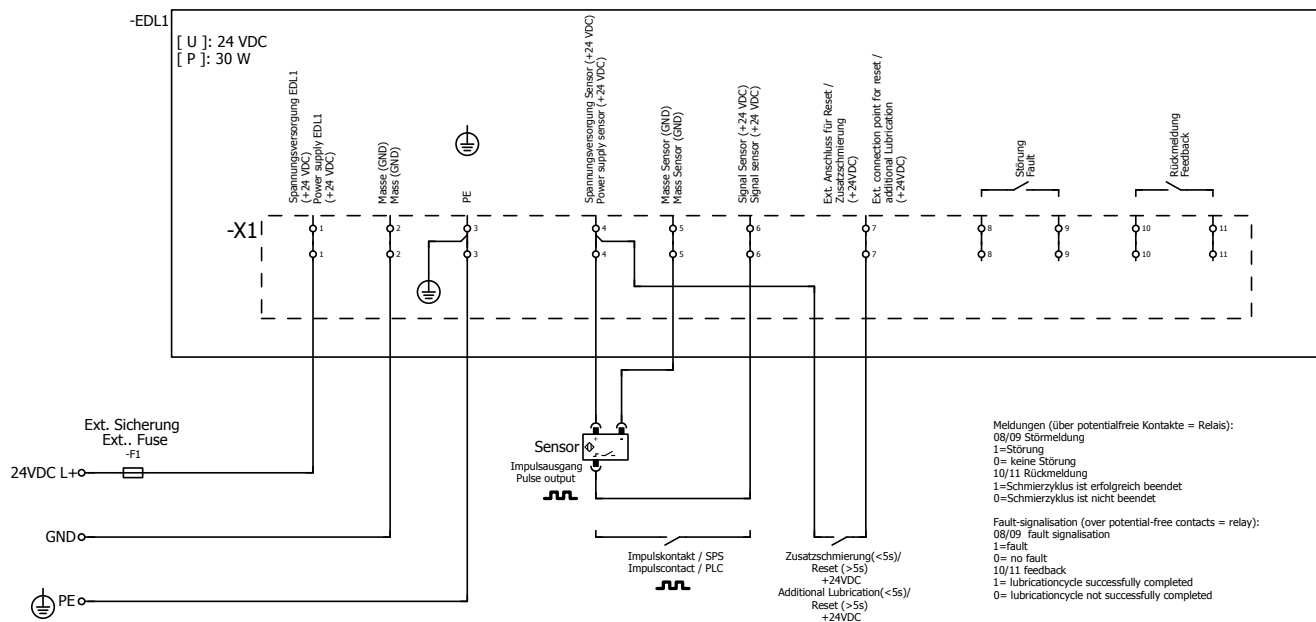 -EDL1
[ U ]: 24 VDC
[ P ]: 30 W
Spannungsversorgung EDL1
(+24 VDC)
Power supply EDL1
(+24 VDC)
Masse (GND)
Mass (GND)
PE
Spannungsversorgung Sensor (+24 VDC)
Power supply sensor (+24 VDC)
Masse Sensor (GND)
Mass Sensor (GND)
Signal Sensor (+24 VDC)
Signal sensor (+24 VDC)
Ext. Anschluss für Reset /
Zusatzschmierung
(+24VDC)
Ext. connection point for reset /
additional Lubrication
(+24VDC)
Störung
Fault
Rückmeldung
Feedback
-X1
1 2 3 4 5 6 7 8 9 10 11
1 2 3 4 5 6 7 8 9 10 11
Ext. Sicherung
Ext.. Fuse
-F1
24VDC L+
GND
PE
Sensor
+ -
Impulsausgang
Pulse output
Impulskontakt / SPS
Impulscontact / PLC
Zusatzschmierung(<5s)/
Reset (>5s)
+24VDC
Additional Lubrication(<5s)/
Reset (>5s)
+24VDC
Meldungen (über potentialfreie Kontakte = Relais):
08/09 Störmeldung
1=Störung
0= keine Störung
10/11 Rückmeldung
1=Schmierzyklus ist erfolgreich beendet
0=Schmierzyklus ist nicht beendet
Fault-signalisation (over potential-free contacts = relay):
08/09 fault signalisation
1=fault
0= no fault
10/11 feedback
1= lubricationcycle successfully completed
0= lubricationcycle not successfully completed